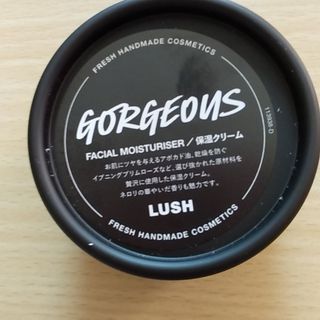 FRESH HANDMADE COSMETICS
GORGEOUS
FACIAL MOISTURISER／保湿クリーム
お肌にツヤを与えるアボカド油、乾燥を防ぐ
イブニングプリムローズなど、選び抜かれた原材料を
贅沢に使用した保湿クリーム。
ネロリの華やいだ香りも魅力です。
LUSH
FRESH HANDMADE COSMETICS